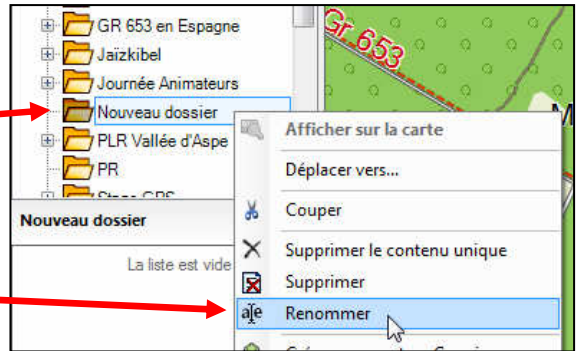 GR 653 en Espagne
Jaïzkibel
Journée Animateurs
Nouveau dossier
PLR Vallée d'Aspe
PR
Gr 653
M
Nouveau dossier
La liste est vide
Afficher sur la carte
Déplacer vers...
Couper
Supprimer le contenu unique
Supprimer
Renommer